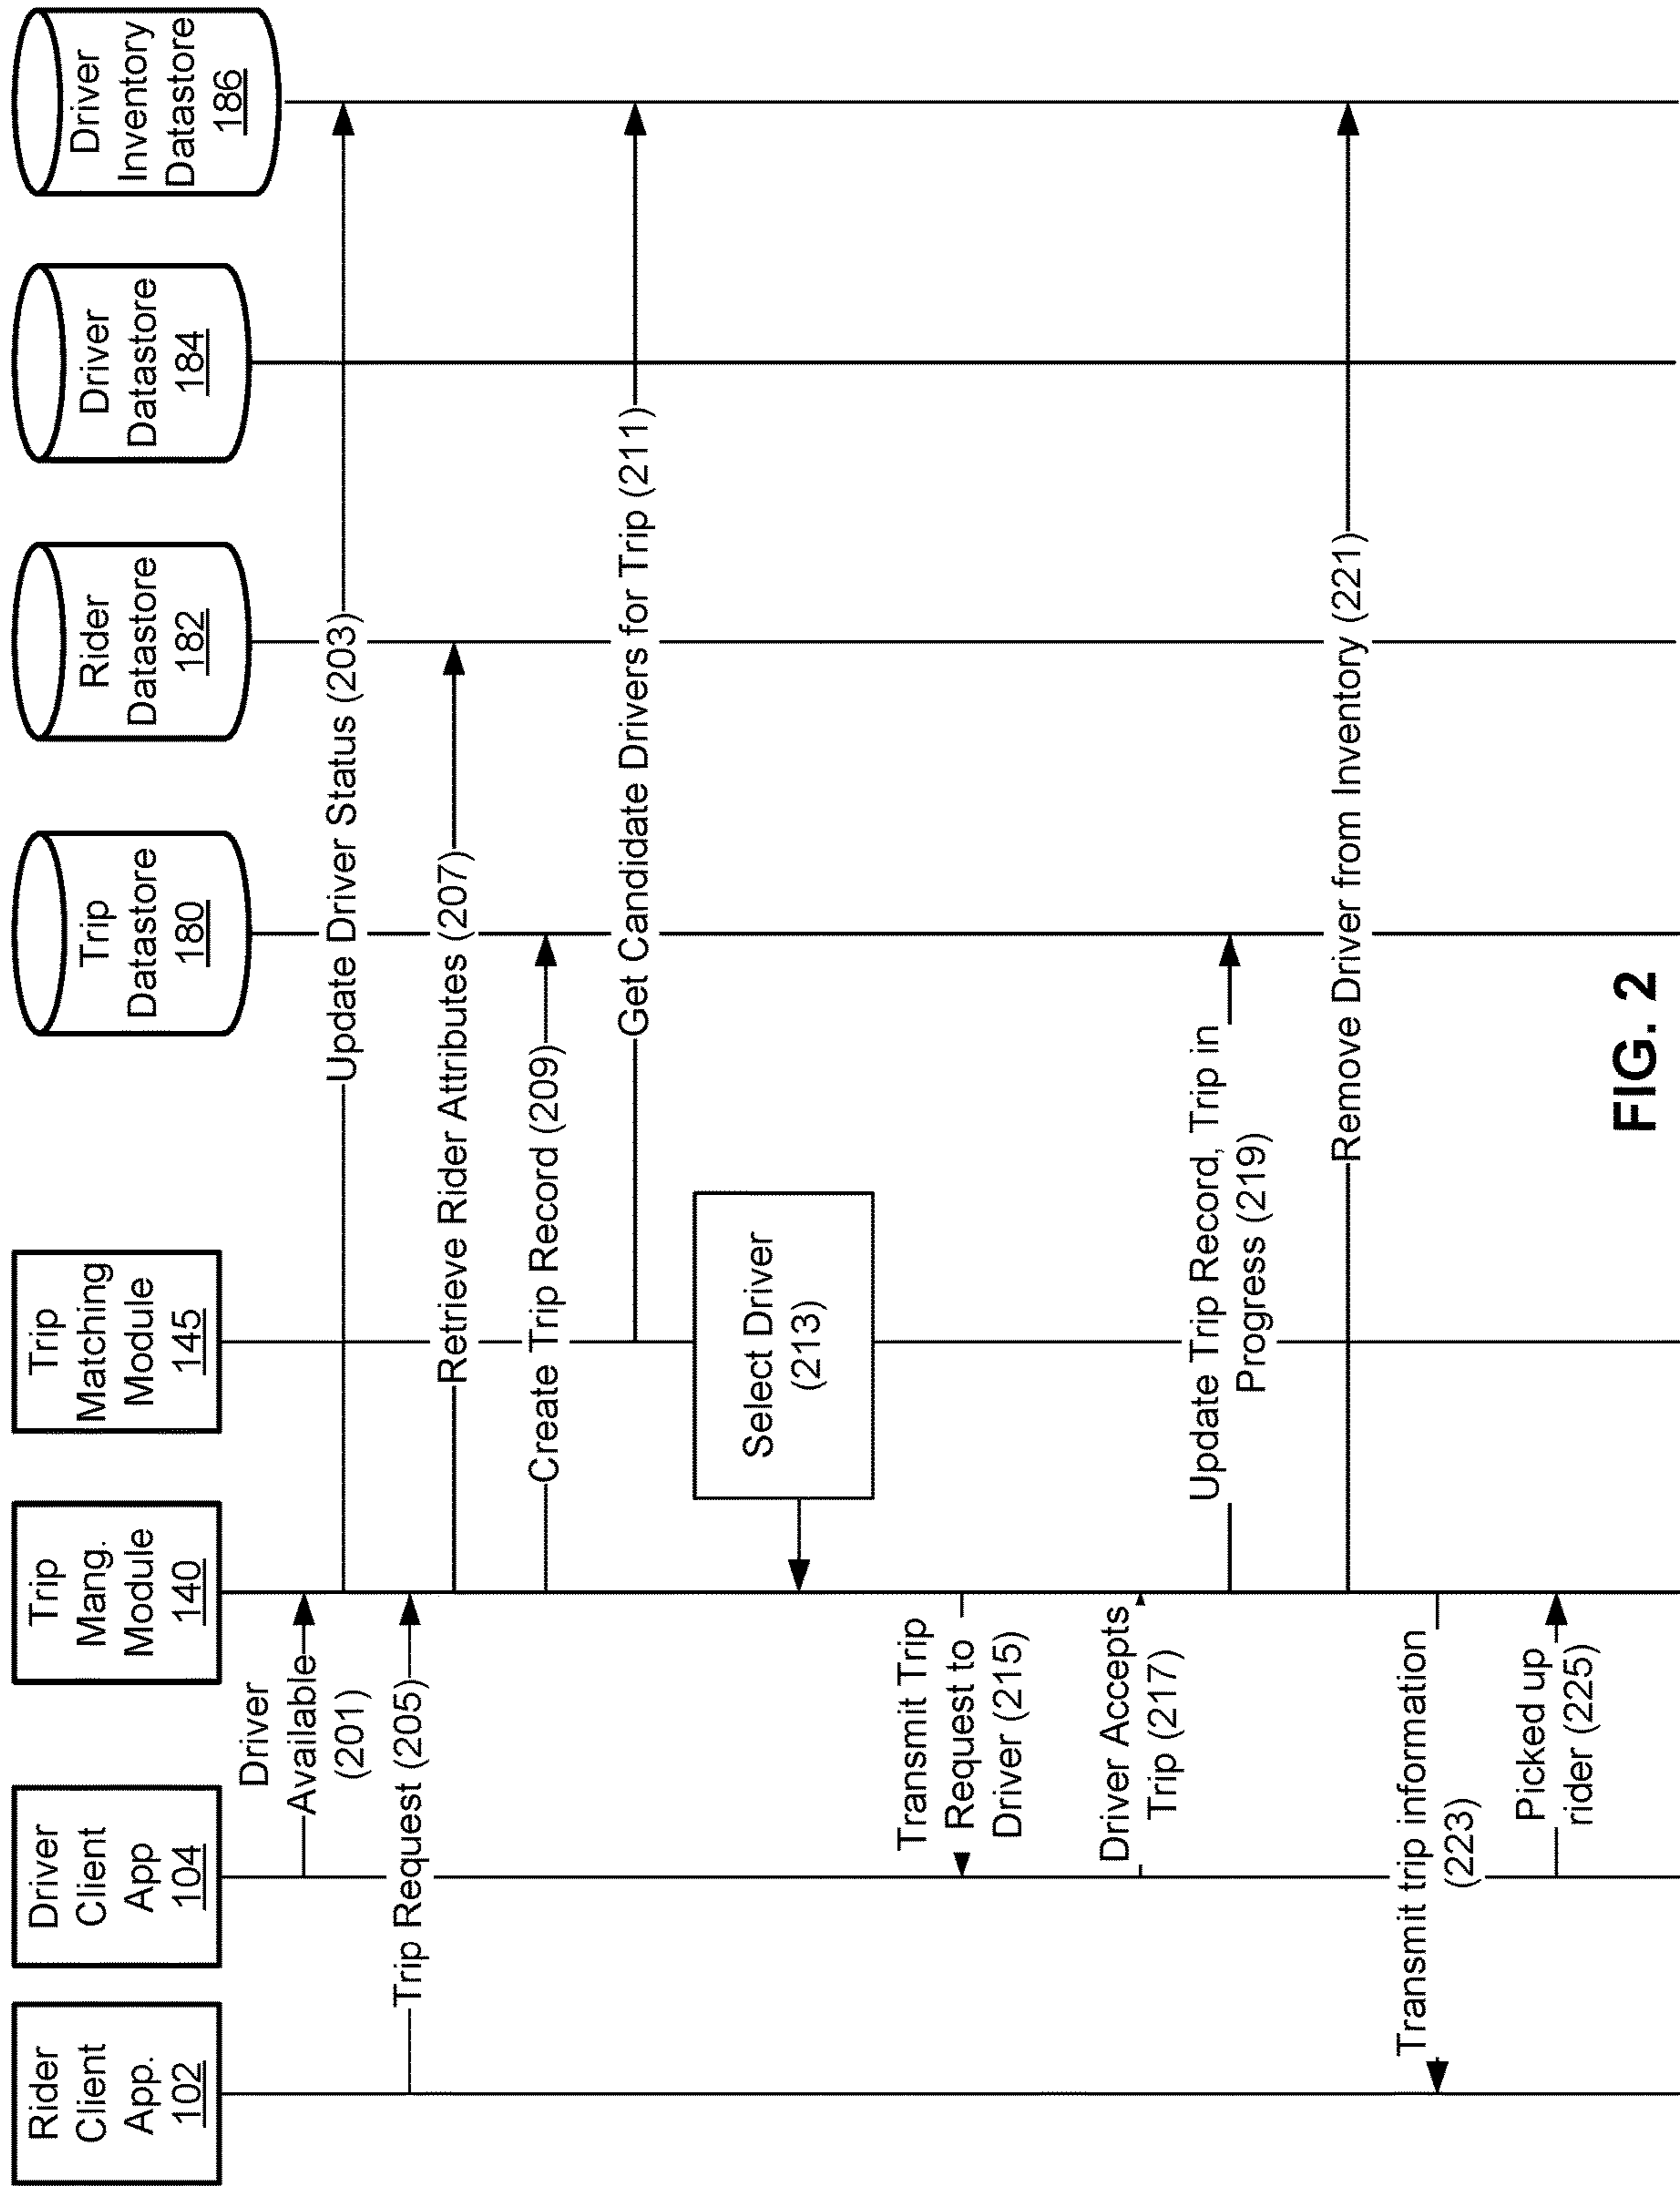 Rider
Client
App.
102
Driver
Client
App
104
Trip
Mang.
Module
140
Trip
Matching
Module
145
Trip
Datastore
180
Rider
Datastore
182
Driver
Datastore
184
Driver
Inventory
Datastore
186
Driver
Available
(201)
Update Driver Status (203)
Trip Request (205)
Retrieve Rider Attributes (207)
Create Trip Record (209)
Get Candidate Drivers for Trip (211)
Select Driver
(213)
Transmit Trip
Request to
Driver (215)
Driver Accepts
Trip (217)
Update Trip Record, Trip in
Progress (219)
Remove Driver from Inventory (221)
Transmit trip information
(223)
Picked up
rider (225)
FIG. 2